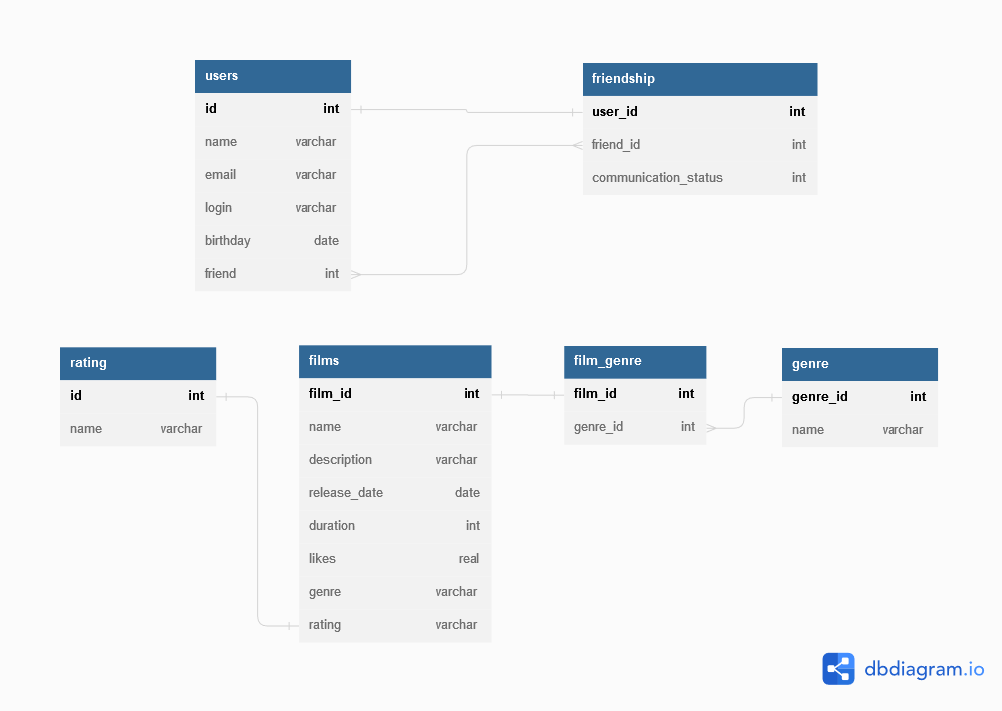 users
id int
name varchar
email varchar
login varchar
birthday date
friend int
friendship
user_id int
friend_id int
communication_status int
rating
id int
name varchar
films
film_id int
name varchar
description varchar
release_date date
duration int
likes real
genre varchar
rating varchar
film_genre
film_id int
genre_id int
genre
genre_id int
name varchar
dbdiagram.io